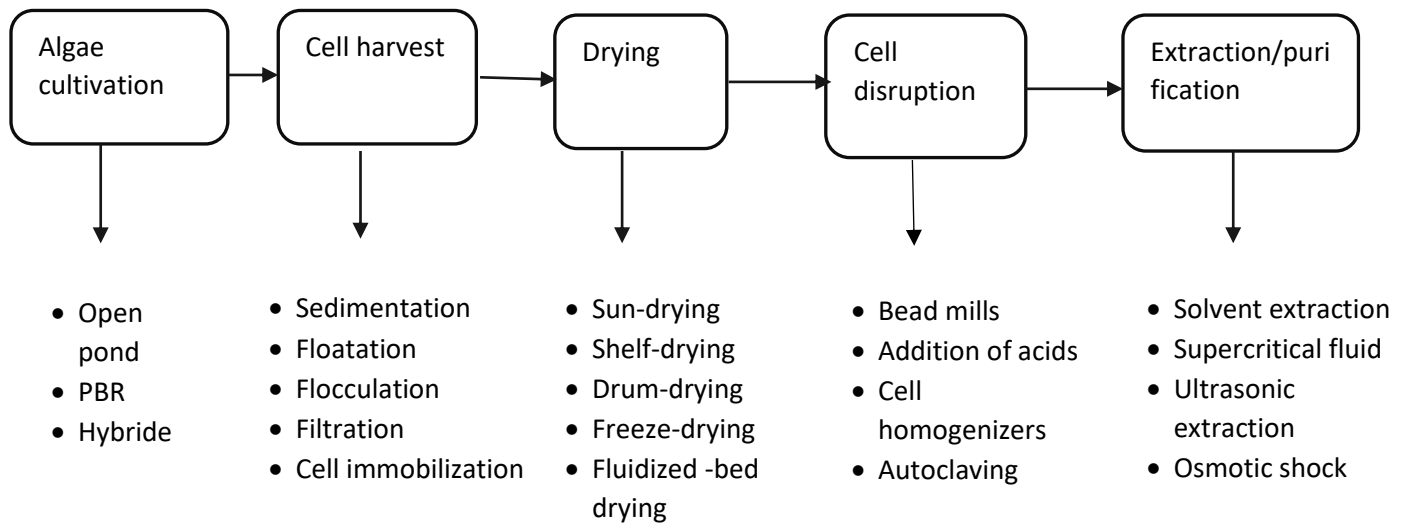 Algae
cultivation
Cell harvest
Drying
Cell
disruption
Extraction/puri
fication
• Open
pond
• PBR
• Hybride
• Sedimentation
• Floatation
• Flocculation
• Filtration
• Cell immobilization
• Sun-drying
• Shelf-drying
• Drum-drying
• Freeze-drying
• Fluidized -bed
drying
• Bead mills
• Addition of acids
• Cell
homogenizers
• Autoclaving
• Solvent extraction
• Supercritical fluid
• Ultrasonic
extraction
• Osmotic shock